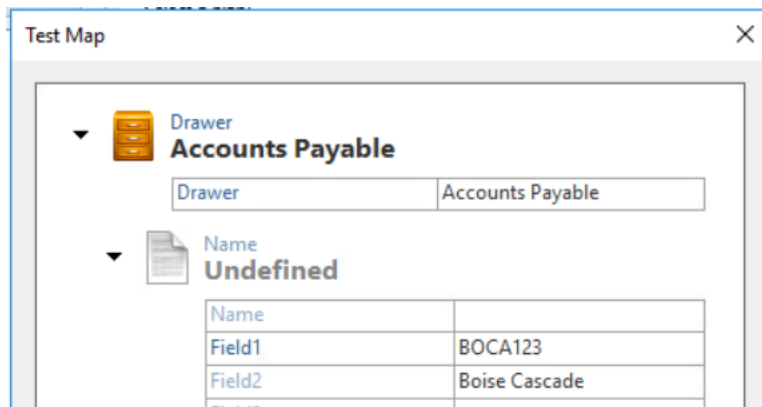 Test Map
Drawer
Accounts Payable
Drawer Accounts Payable
Name
Undefined
Name
Field1 BOCA123
Field2 Boise Cascade